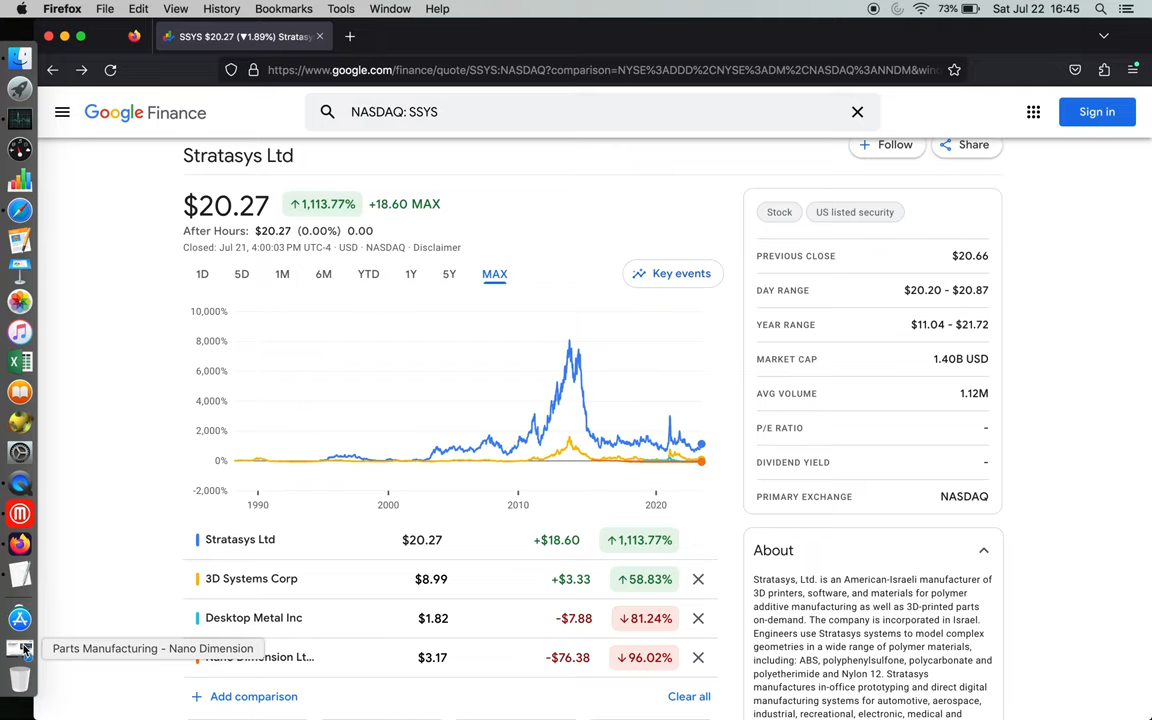 Firefox File Edit View History Bookmarks Tools Window Help 73% Sat Jul 22 16:45
SSYS $20.27 (▼1.89%) Stratasy
https://www.google.com/finance/quote/SSYS:NASDAQ?comparison=NYSE%3ADDD%2CNYSE%3ADM%2CNASDAQ%3ANNDM&win
Google Finance NASDAQ: SSYS Sign in
Stratasys Ltd + Follow Share
$20.27 ↑1,113.77% +18.60 MAX
After Hours: $20.27 (0.00%) 0.00
Closed: Jul 21, 4:00:03 PM UTC-4 · USD · NASDAQ · Disclaimer
1D 5D 1M 6M YTD 1Y 5Y MAX Key events
10,000%
8,000%
6,000%
4,000%
2,000%
0%
-2,000%
1990 2000 2010 2020
Stratasys Ltd $20.27 +$18.60 ↑1,113.77%
3D Systems Corp $8.99 +$3.33 ↑58.83%
Desktop Metal Inc $1.82 -$7.88 ↓81.24%
Parts Manufacturing - Nano Dimension
Nano Dimension Lt... $3.17 -$76.38 ↓96.02%
+ Add comparison Clear all
Stock US listed security
PREVIOUS CLOSE $20.66
DAY RANGE $20.20 - $20.87
YEAR RANGE $11.04 - $21.72
MARKET CAP 1.40B USD
AVG VOLUME 1.12M
P/E RATIO -
DIVIDEND YIELD -
PRIMARY EXCHANGE NASDAQ
About
Stratasys, Ltd. is an American-Israeli manufacturer of
3D printers, software, and materials for polymer
additive manufacturing as well as 3D-printed parts
on-demand. The company is incorporated in Israel.
Engineers use Stratasys systems to model complex
geometries in a wide range of polymer materials,
including: ABS, polyphenylsulfone, polycarbonate and
polyetherimide and Nylon 12. Stratasys
manufactures in-office prototyping and direct digital
manufacturing systems for automotive, aerospace,
industrial, recreational, electronic, medical and